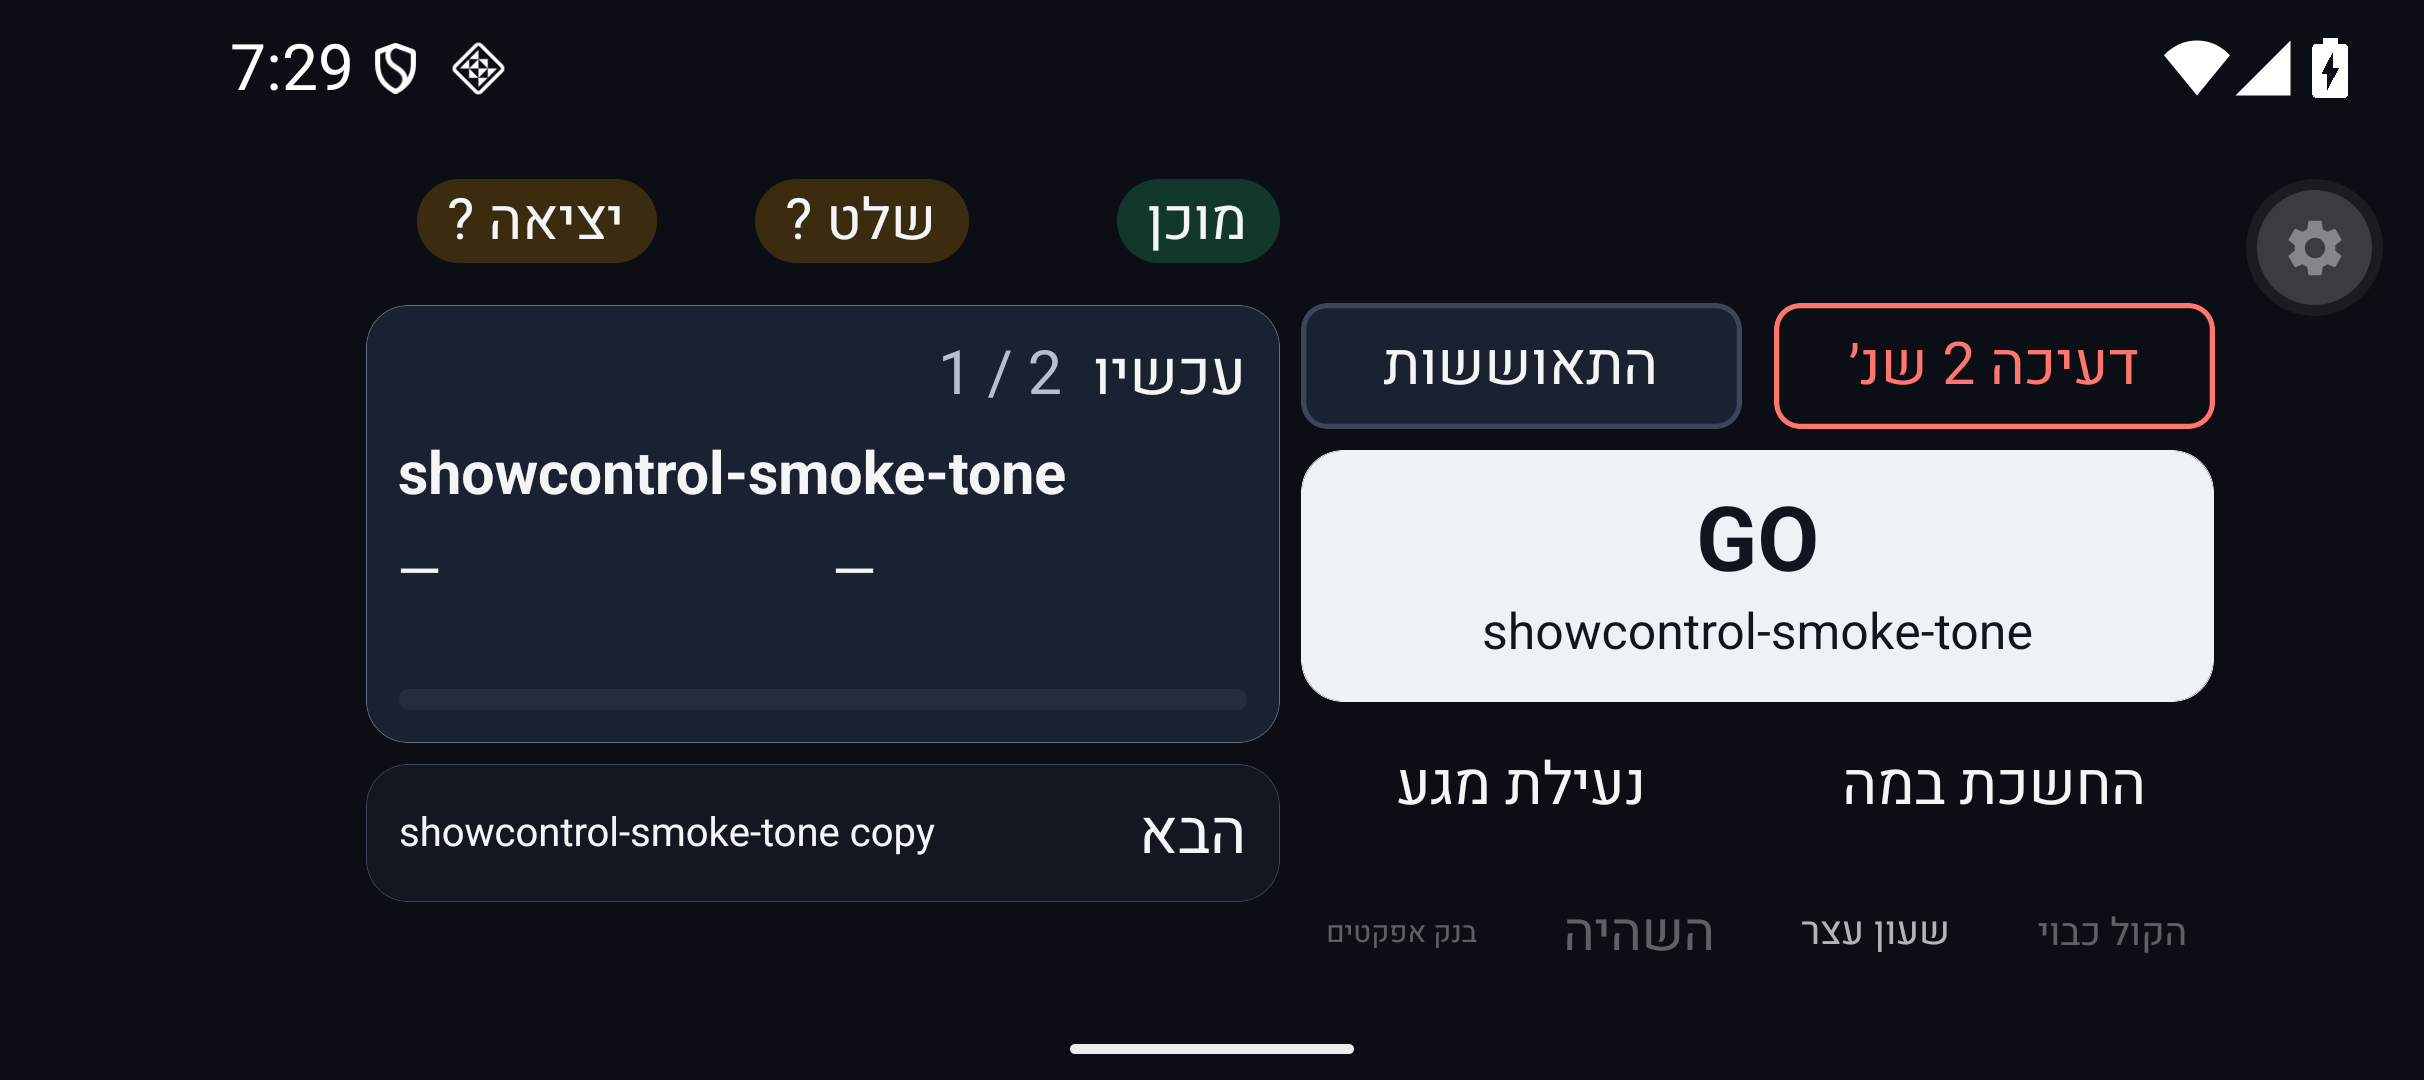 7:29
מוכן
שלט ?
יציאה ?
דעיכה 2 שנ׳
התאוששות
עכשיו 1 / 2
showcontrol-smoke-tone
— —
GO
showcontrol-smoke-tone
החשכת במה
נעילת מגע
הבא
showcontrol-smoke-tone copy
הקול כבוי
שעון עצר
השהיה
בנק אפקטים